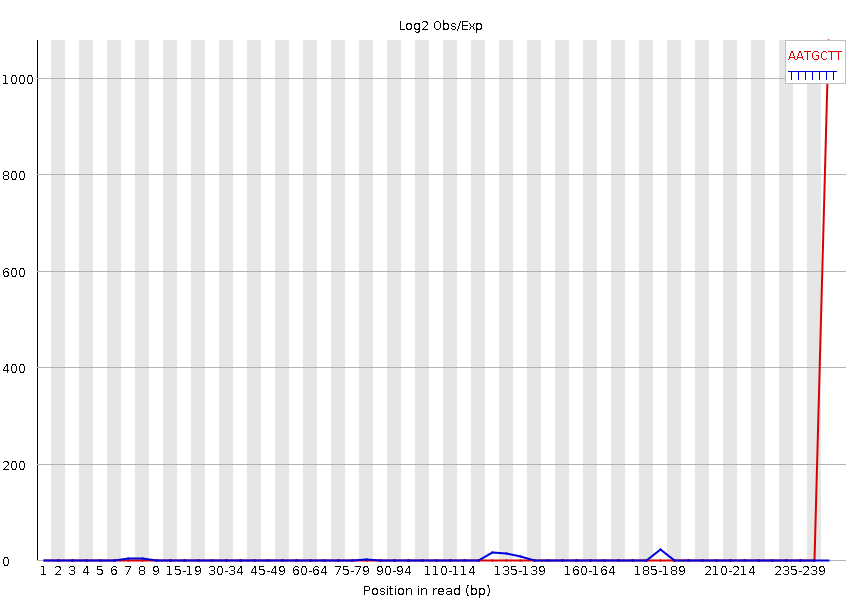 Log2 Obs/Exp
AATGCTT
TTTTTTT
1000
800
600
400
200
0
1 2 3 4 5 6 7 8 9 15-19 30-34 45-49 60-64 75-79 90-94 110-114 135-139 160-164 185-189 210-214 235-239
Position in read (bp)